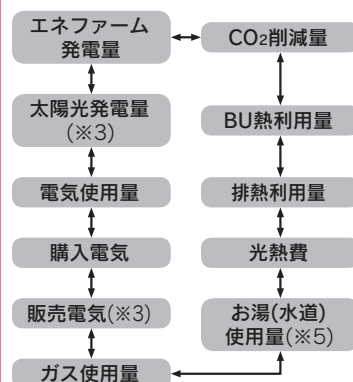 エネファーム
発電量
CO₂削減量
太陽光発電量
(※3)
BU熱利用量
電気使用量
排熱利用量
購入電気
光熱費
販売電気(※3)
お湯(水道)
使用量(※5)
ガス使用量